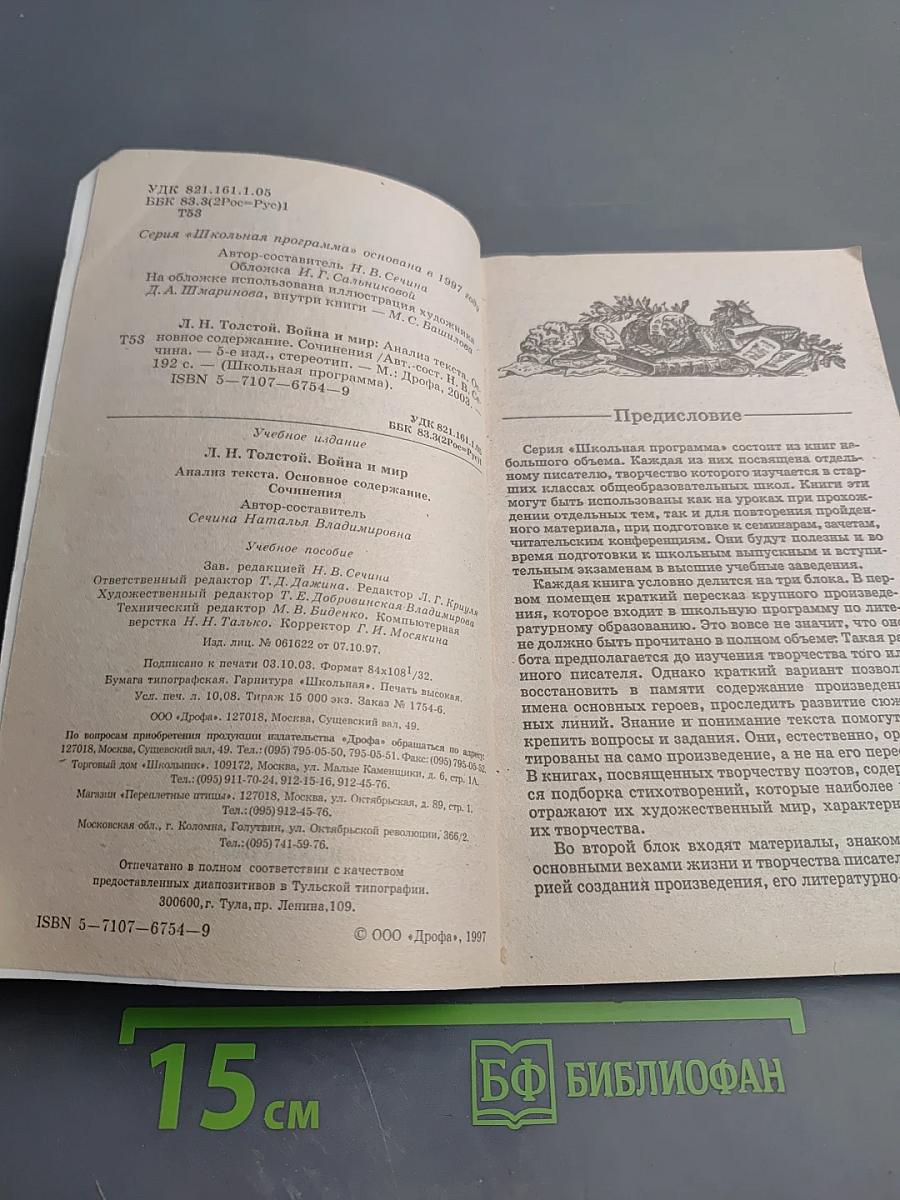 УДК 821.161.1.05
ББК 83.3(2Рос=Рус)1
Т53
Серия «Школьная программа» основана в 1997 году
Автор-составитель Н. В. Сечина
Обложка И. Г. Сальниковой
На обложке использована иллюстрация художника
Д. А. Шмаринова, внутри книги — М. С. Башилова
Л. Н. Толстой. Война и мир: Анализ текста. Ос-
Т53 новное содержание. Сочинения /Авт.-сост. Н. В. Се-
чина. — 5-е изд., стереотип. — М.: Дрофа, 2003. —
192 с. — (Школьная программа).
ISBN 5—7107—6754—9
УДК 821.161.1.05
ББК 83.3(2Рос=Рус)1
Учебное издание
Л. Н. Толстой. Война и мир
Анализ текста. Основное содержание.
Сочинения
Автор-составитель
Сечина Наталья Владимировна
Учебное пособие
Зав. редакцией Н. В. Сечина
Ответственный редактор Т. Д. Дажина. Редактор Л. Г. Криуля
Художественный редактор Т. Е. Добровинская-Владимирова
Технический редактор М. В. Биденко. Компьютерная
верстка Н. Н. Талько. Корректор Г. И. Мосякина
Изд. лиц. № 061622 от 07.10.97.
Подписано к печати 03.10.03. Формат 84х108 1/32.
Бумага типографская. Гарнитура «Школьная». Печать высокая.
Усл. печ. л. 10,08. Тираж 15 000 экз. Заказ № 1754-6.
ООО «Дрофа». 127018, Москва, Сущевский вал, 49.
По вопросам приобретения продукции издательства «Дрофа» обращаться по адресу:
127018, Москва, Сущевский вал, 49. Тел.: (095) 795-05-50, 795-05-51. Факс: (095) 795-05-52.
Торговый дом «Школьник». 109172, Москва, ул. Малые Каменщики, д. 6, стр. 1А.
Тел.: (095) 911-70-24, 912-15-16, 912-45-76.
Магазин «Переплетные птицы». 127018, Москва, ул. Октябрьская, д. 89, стр. 1.
Тел.: (095) 912-45-76.
Московская обл., г. Коломна, Голутвин, ул. Октябрьской революции, 366/2.
Тел.: (095) 741-59-76.
Отпечатано в полном соответствии с качеством
предоставленных диапозитивов в Тульской типографии.
300600, г. Тула, пр. Ленина, 109.
ISBN 5—7107—6754—9
© ООО «Дрофа», 1997
Предисловие
Серия «Школьная программа» состоит из книг не-
большого объема. Каждая из них посвящена отдель-
ному писателю, творчество которого изучается в стар-
ших классах общеобразовательных школ. Книги эти
могут быть использованы как на уроках при прохож-
дении отдельных тем, так и для повторения пройден-
ного материала, при подготовке к семинарам, зачетам,
читательским конференциям. Они будут полезны и во
время подготовки к школьным выпускным и вступи-
тельным экзаменам в высшие учебные заведения.
Каждая книга условно делится на три блока. В пер-
вом помещен краткий пересказ крупного произведе-
ния, которое входит в школьную программу по лите-
ратурному образованию. Это вовсе не значит, что оно
не должно быть прочитано в полном объеме. Такая ра
бота предполагается до изучения творчества того ил
иного писателя. Однако краткий вариант позвол
восстановить в памяти содержание произведени
имена основных героев, проследить развитие сюж
ных линий. Знание и понимание текста помогут
крепить вопросы и задания. Они, естественно, ор
тированы на само произведение, а не на его перес
В книгах, посвященных творчеству поэтов, содер
ся подборка стихотворений, которые наиболее
отражают их художественный мир, характерн
их творчества.
Во второй блок входят материалы, знаком
основными вехами жизни и творчества писател
рией создания произведения, его литературно-
15 см
БФ БИБЛИОФАН